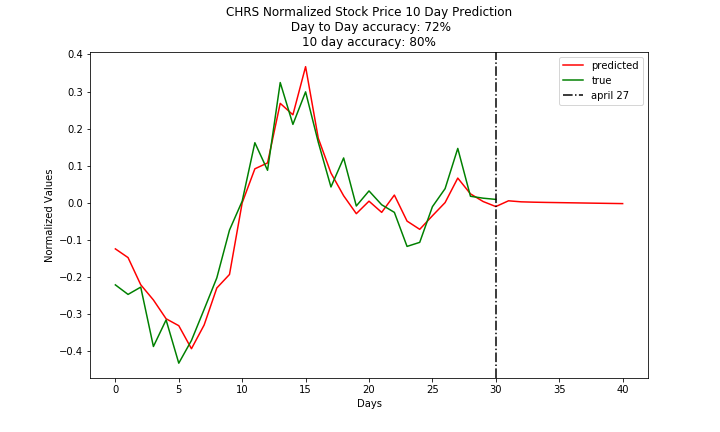 CHRS Normalized Stock Price 10 Day Prediction
Day to Day accuracy: 72%
10 day accuracy: 80%
predicted
true
april 27
Normalized Values
0.4
0.3
0.2
0.1
0.0
−0.1
−0.2
−0.3
−0.4
0 5 10 15 20 25 30 35 40
Days